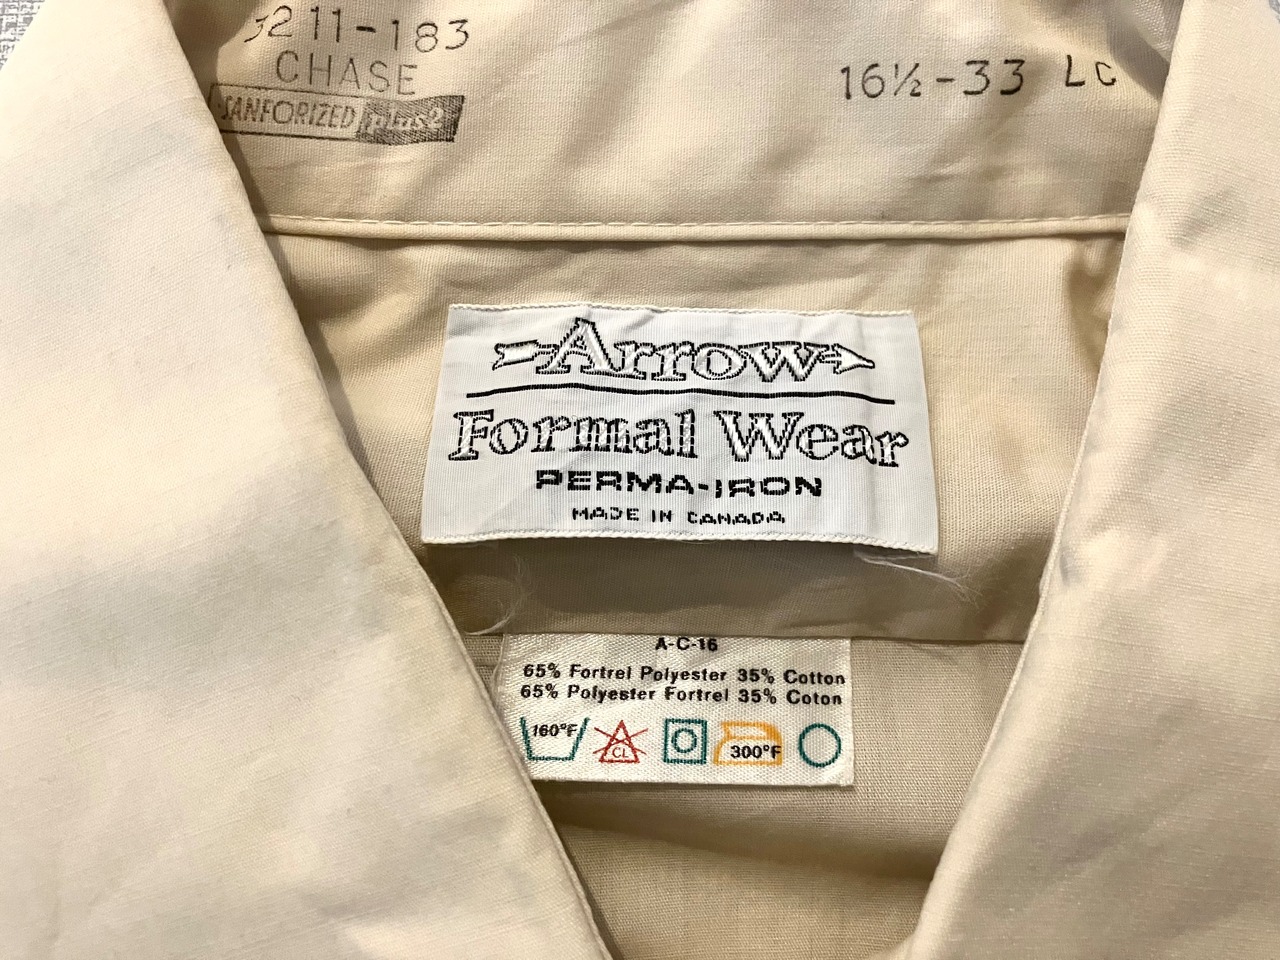 3211-183
CHASE
SANFORIZED plus2
16½-33 LC
Arrow
Formal Wear
PERMA-IRON
MADE IN CANADA
A-C-16
65% Fortrel Polyester 35% Cotton
65% Polyester Fortrel 35% Coton
160°F CL 300°F